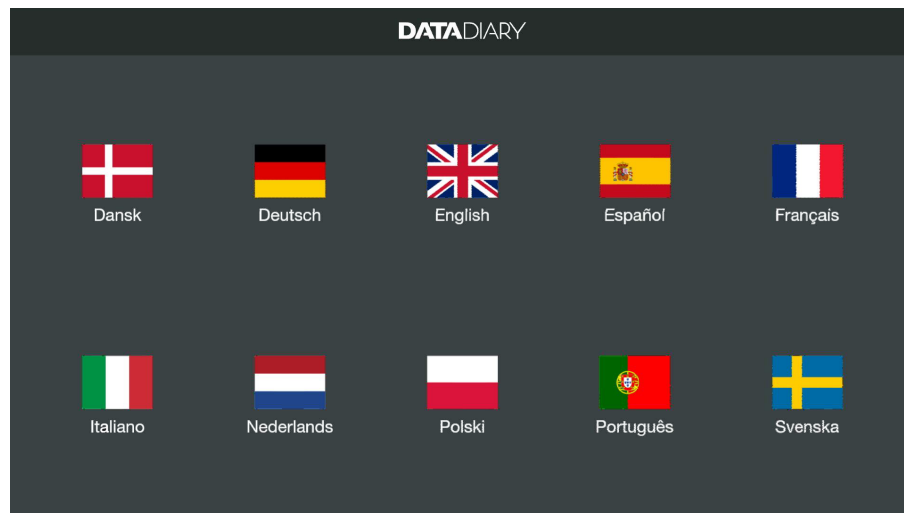 DATADIARY
Dansk Deutsch English Español Français
Italiano Nederlands Polski Português Svenska